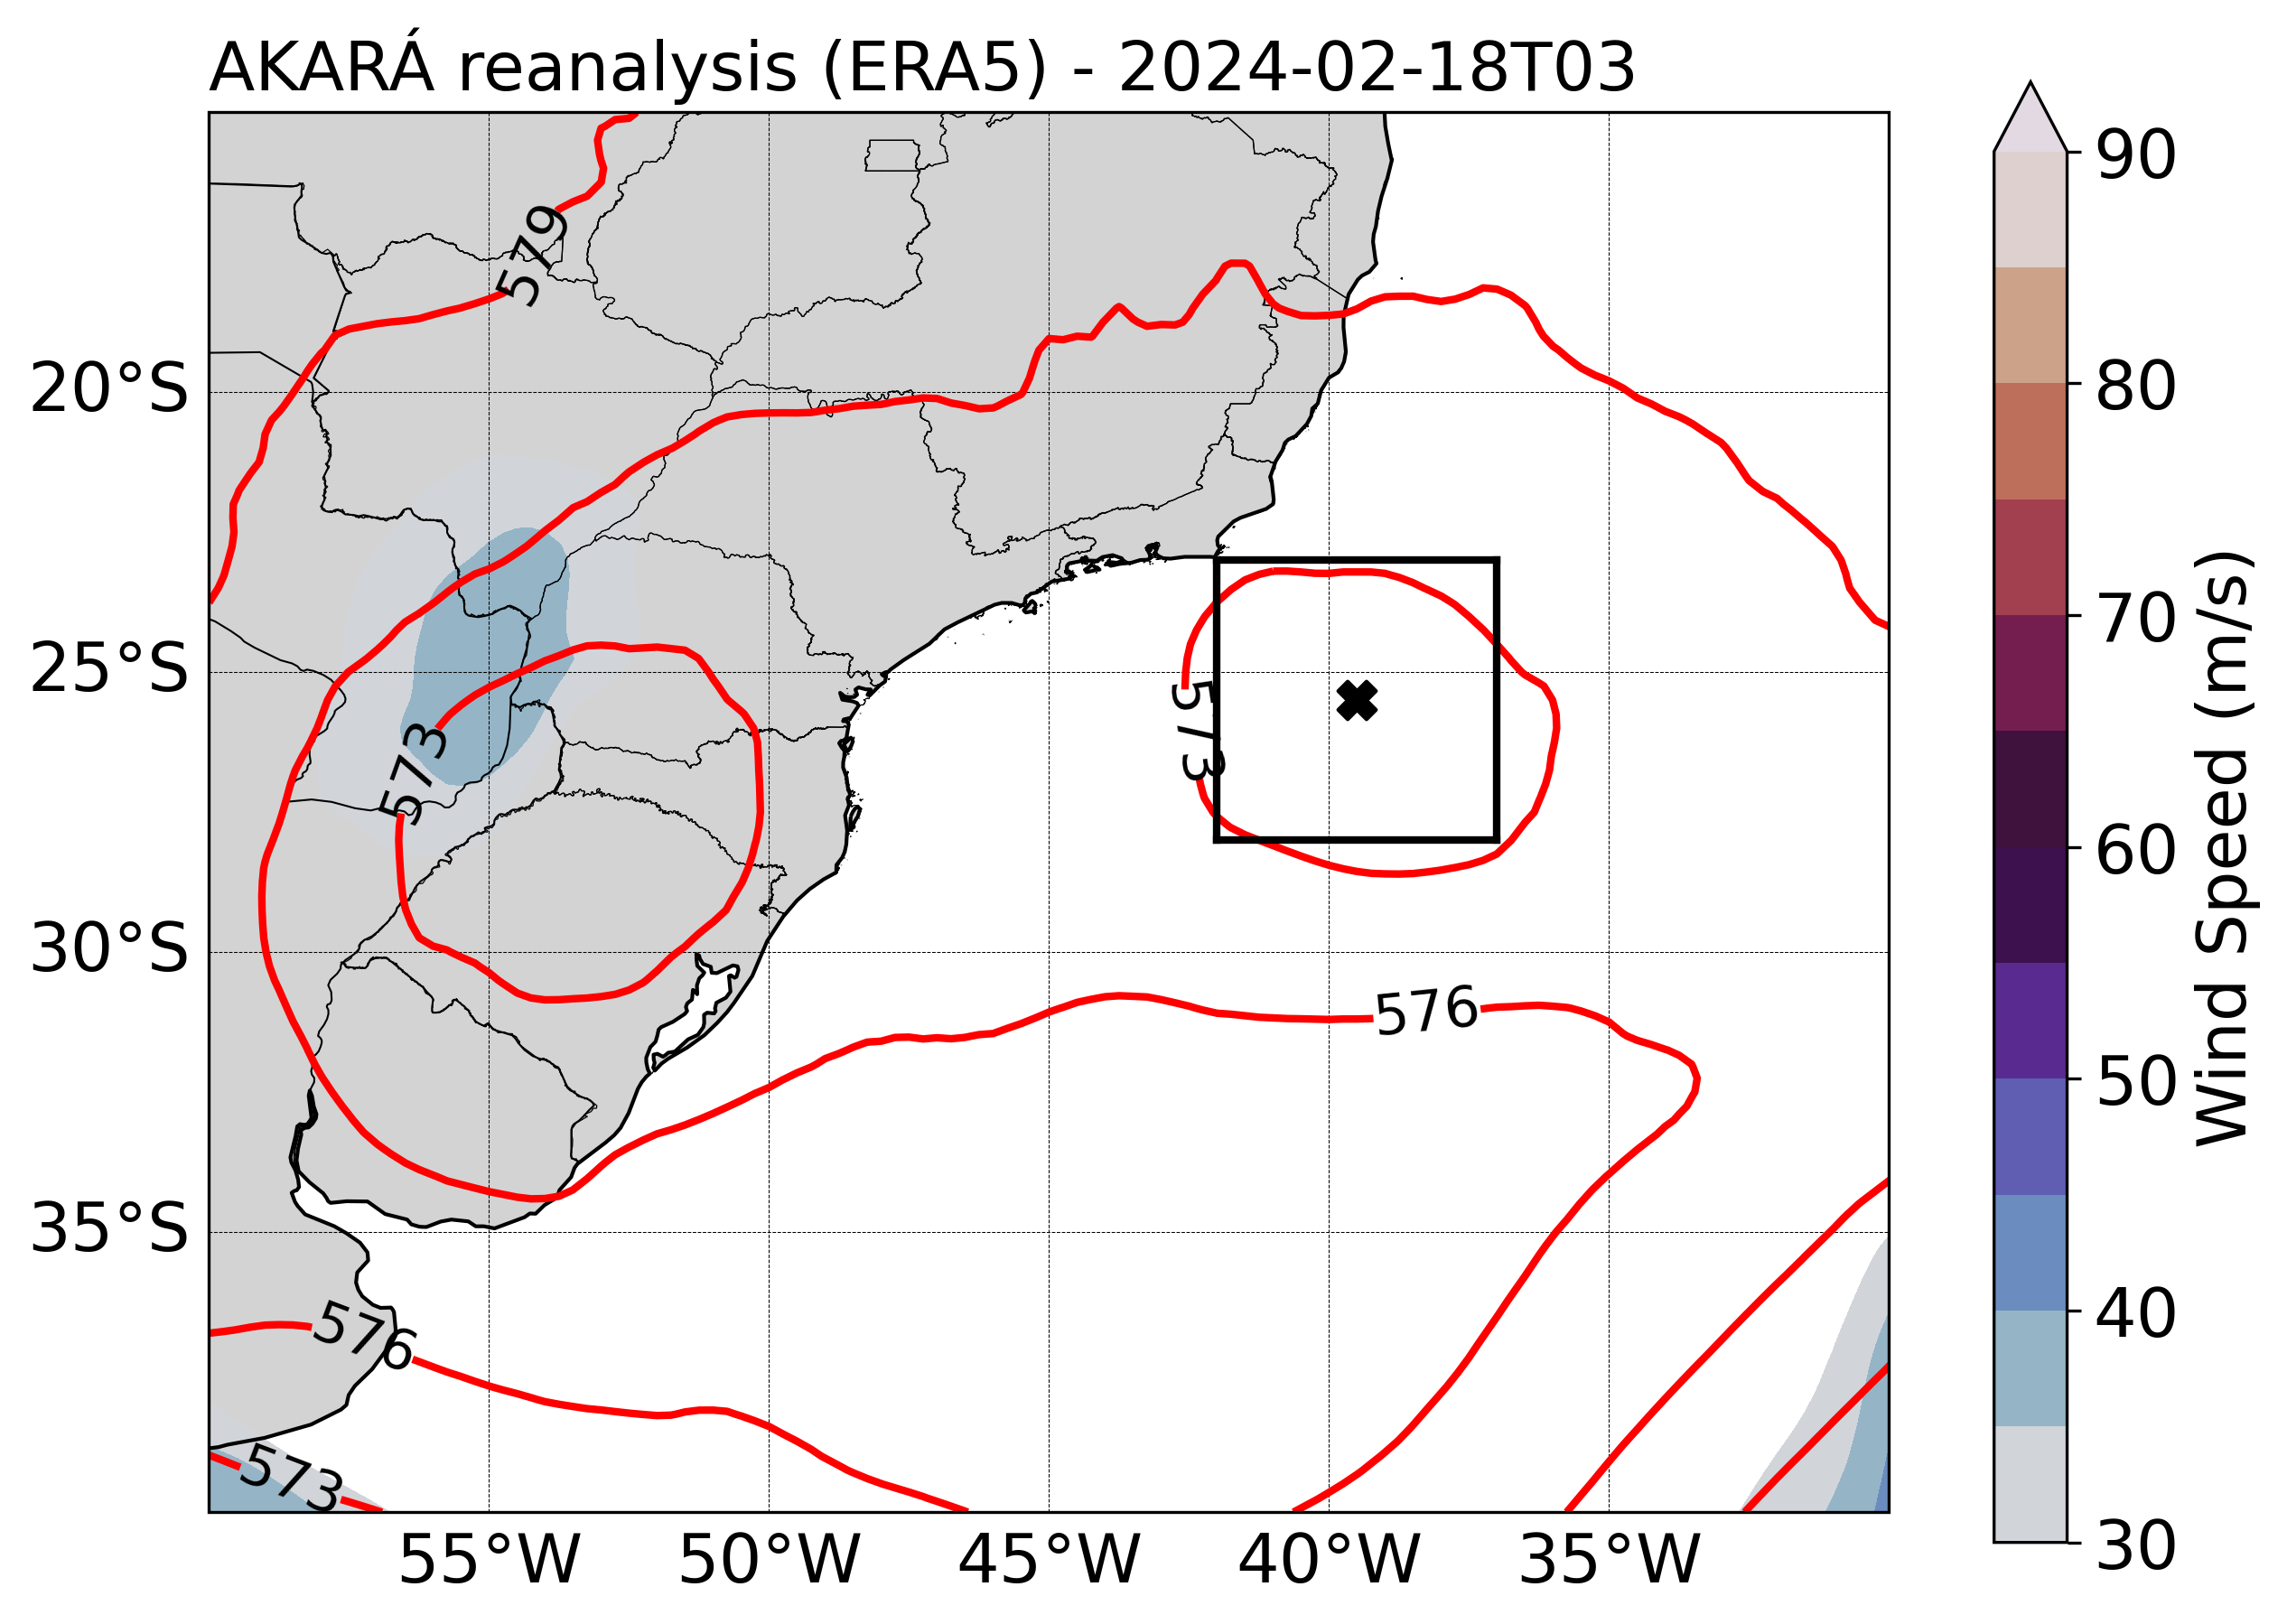 AKARÁ reanalysis (ERA5) - 2024-02-18T03
579
573
573
576
576
573
20°S
25°S
30°S
35°S
55°W
50°W
45°W
40°W
35°W
90
80
70
60
50
40
30
Wind Speed (m/s)